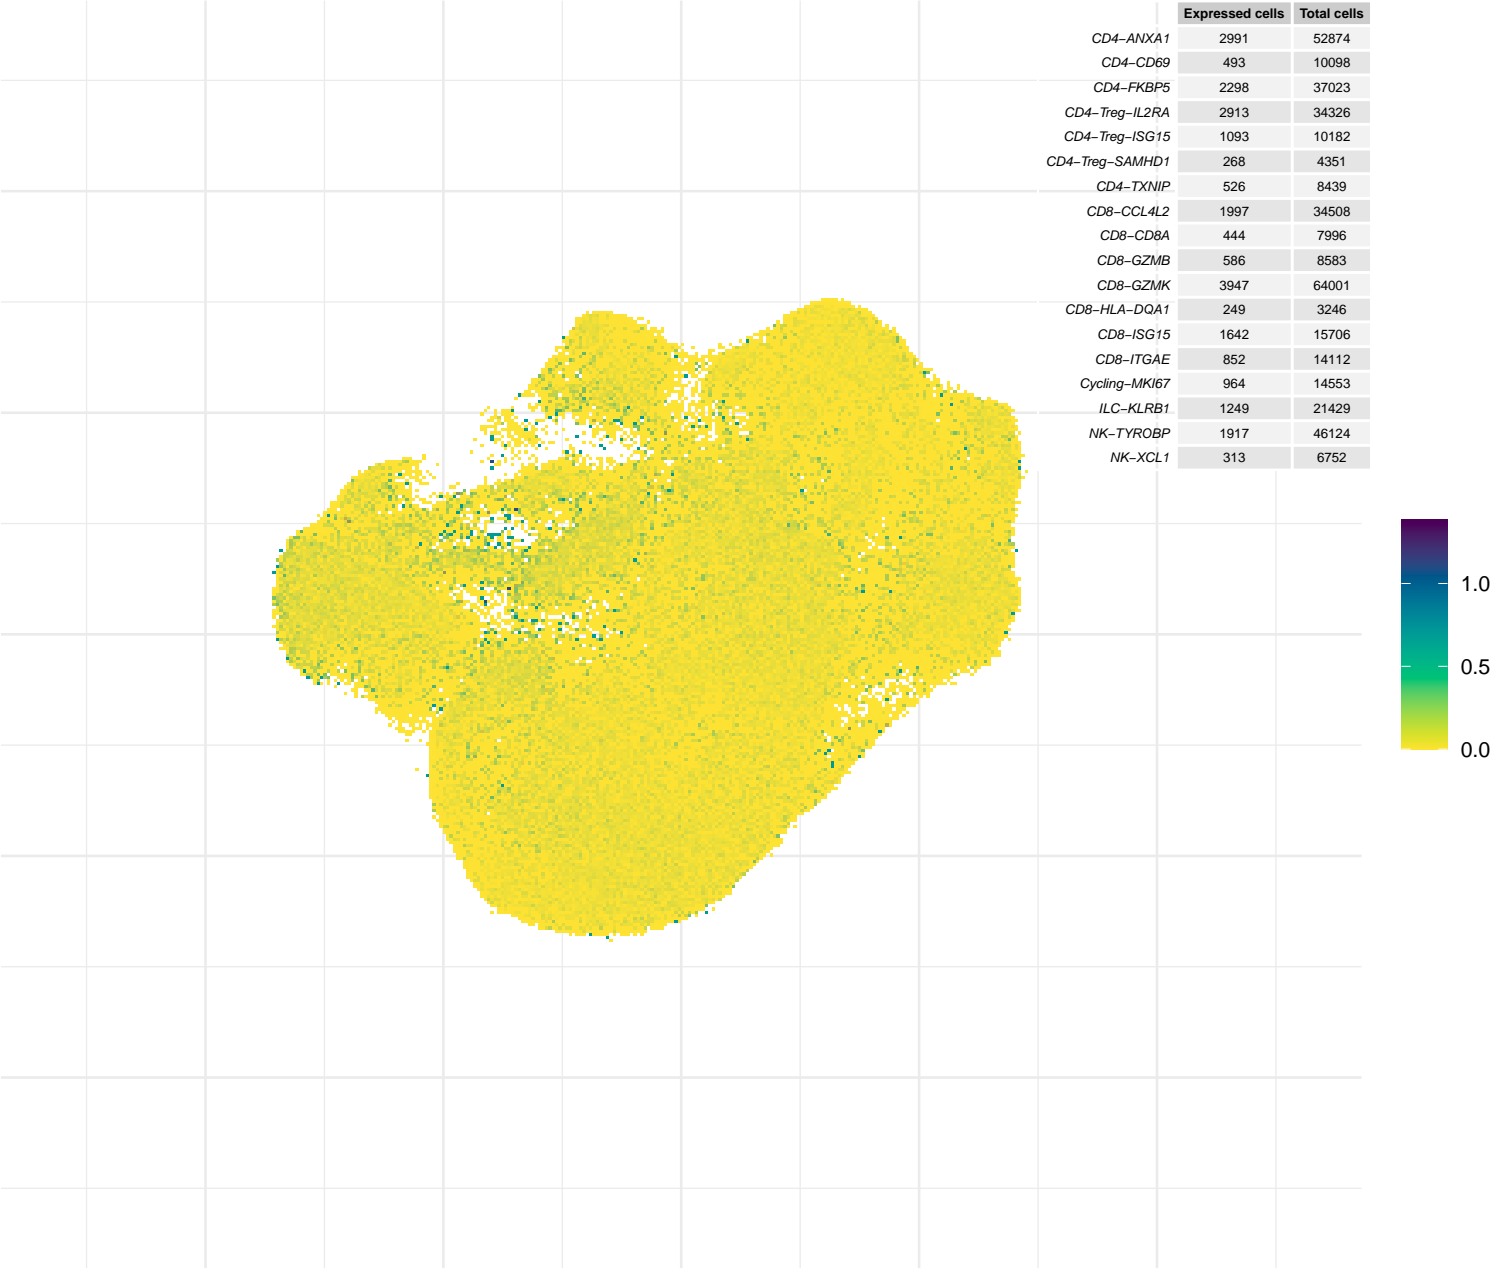 Expressed cells Total cells
CD4−ANXA1 2991 52874
CD4−CD69 493 10098
CD4−FKBP5 2298 37023
CD4−Treg−IL2RA 2913 34326
CD4−Treg−ISG15 1093 10182
CD4−Treg−SAMHD1 268 4351
CD4−TXNIP 526 8439
CD8−CCL4L2 1997 34508
CD8−CD8A 444 7996
CD8−GZMB 586 8583
CD8−GZMK 3947 64001
CD8−HLA−DQA1 249 3246
CD8−ISG15 1642 15706
CD8−ITGAE 852 14112
Cycling−MKI67 964 14553
ILC−KLRB1 1249 21429
NK−TYROBP 1917 46124
NK−XCL1 313 6752
1.0
0.5
0.0